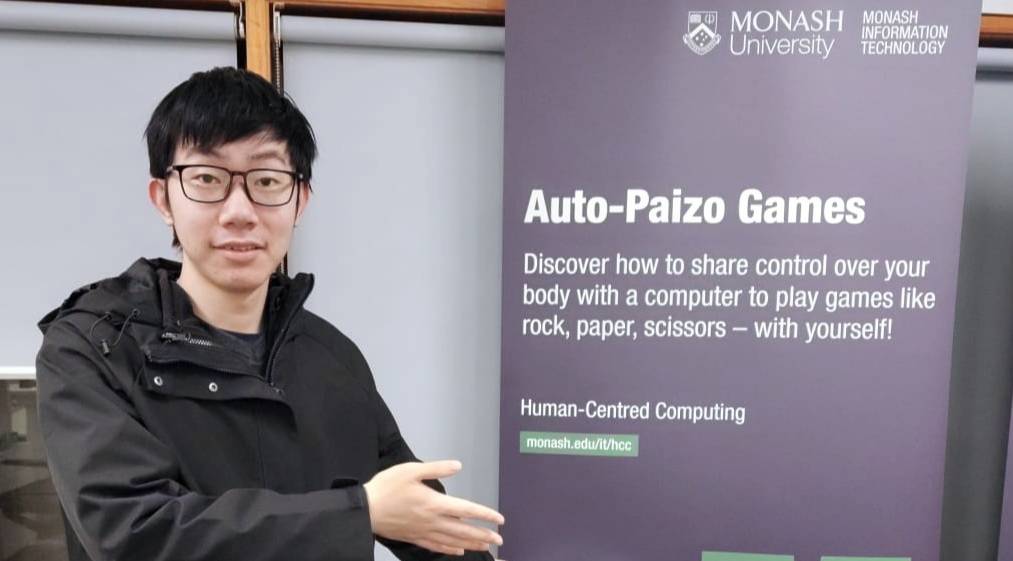 MONASH
University
MONASH
INFORMATION
TECHNOLOGY
Auto-Paizo Games
Discover how to share control over your
body with a computer to play games like
rock, paper, scissors – with yourself!
Human-Centred Computing
monash.edu/it/hcc